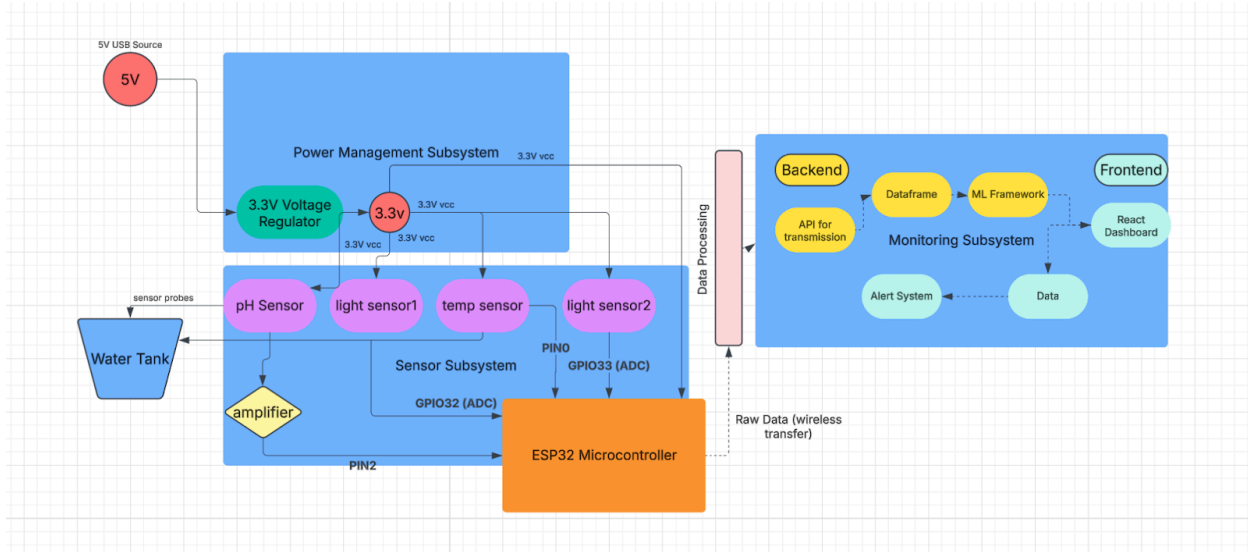 5V USB Source
5V
Power Management Subsystem
3.3V vcc
3.3V Voltage
Regulator
3.3v
3.3V vcc
3.3V vcc
3.3V vcc
sensor probes
pH Sensor
light sensor1
temp sensor
light sensor2
Water Tank
Sensor Subsystem
PIN0
GPIO33 (ADC)
GPIO32 (ADC)
amplifier
PIN2
ESP32 Microcontroller
Raw Data (wireless
transfer)
Data Processing
Backend
Frontend
Dataframe
ML Framework
API for
transmission
React
Dashboard
Monitoring Subsystem
Alert System
Data